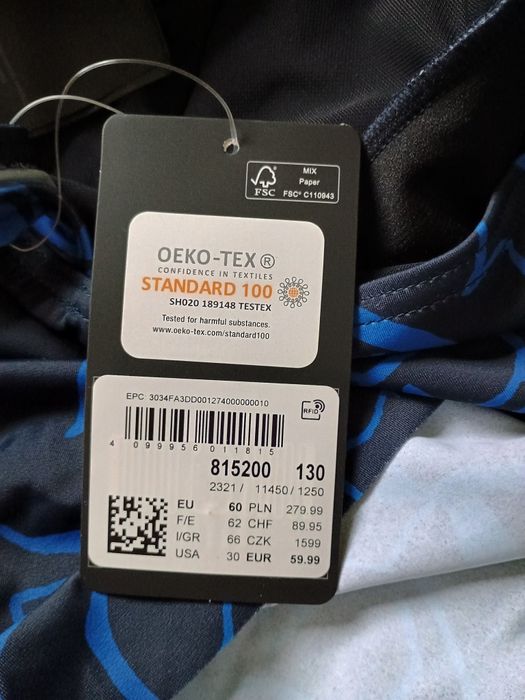 MIX
Paper
FSC
FSC® C110943
OEKO-TEX®
CONFIDENCE IN TEXTILES
STANDARD 100
SH020 189148 TESTEX
Tested for harmful substances.
www.oeko-tex.com/standard100
EPC 3034FA3DD001274000000010
RFID
4 099956 011815
815200 130
2321 / 11450 / 1250
EU 60 PLN 279.99
F/E 62 CHF 89.95
I/GR 66 CZK 1599
USA 30 EUR 59.99